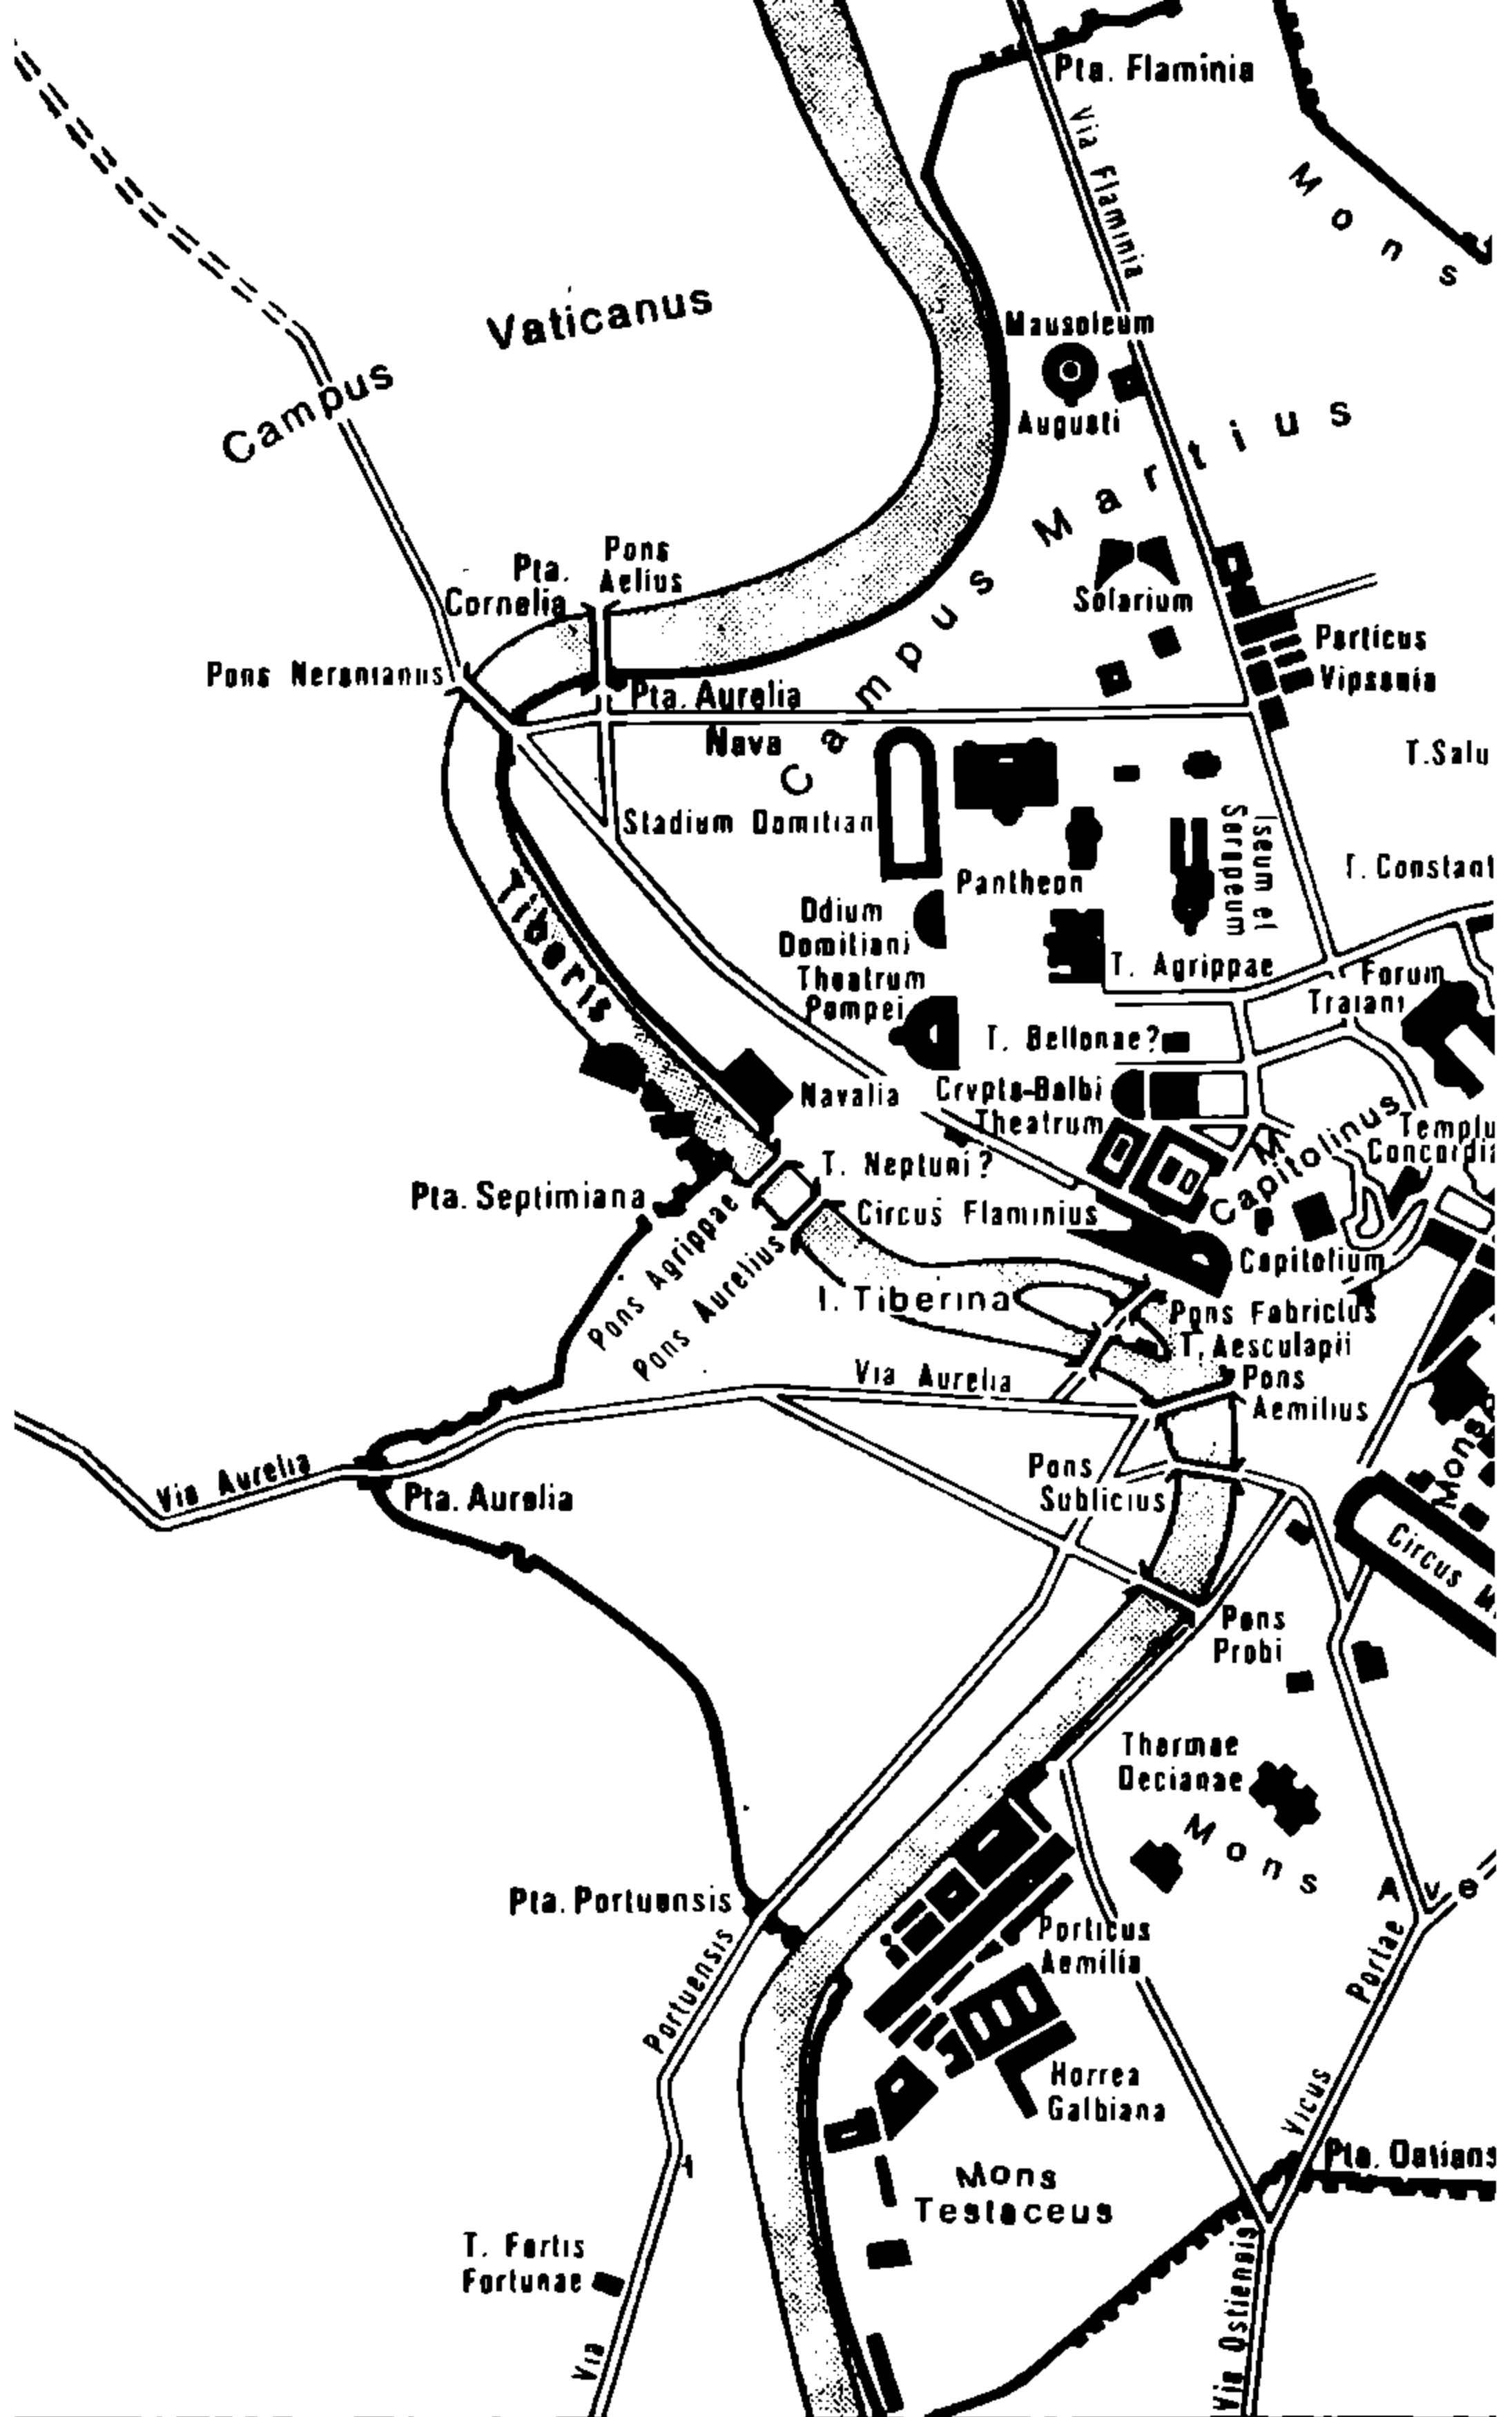 Pta. Flaminia
Via Flaminia
Mons
Vaticanus
Campus
Mausoleum
Augusti
Campus Martius
Pons
Aelius
Pta.
Cornelia
Solarium
Porticus
Vipsania
Pons Neronianus
Pta. Aurelia
Nova
T.Salu
Stadium Domitian
Iseum et
Serapeum
T. Constant
Pantheon
Odium
Domitiani
Tiberis
T. Agrippae
Theatrum
Pompei
Forum
Traiani
T. Bellonae?
Navalia
Crypta-Balbi
Theatrum
Capitolinus
M
Templu
Concordia
T. Neptuni?
Pta. Septimiana
Circus Flaminius
Pons Agrippae
Pons Aurelius
Capitolium
I. Tiberina
Pons Fabricius
T. Aesculapii
Via Aurelia
Pons
Aemilius
Mons
Via Aurelia
Pta. Aurelia
Pons
Sublicius
Circus M
Pons
Probi
Thermae
Decianae
Mons
Ave
Pta. Portuensis
Porticus
Aemilia
Portuensis
Portae
Horrea
Galbiana
Vicus
Pta. Ostiens
Mons
Testaceus
T. Fortis
Fortunae
Via
Via Ostiensis